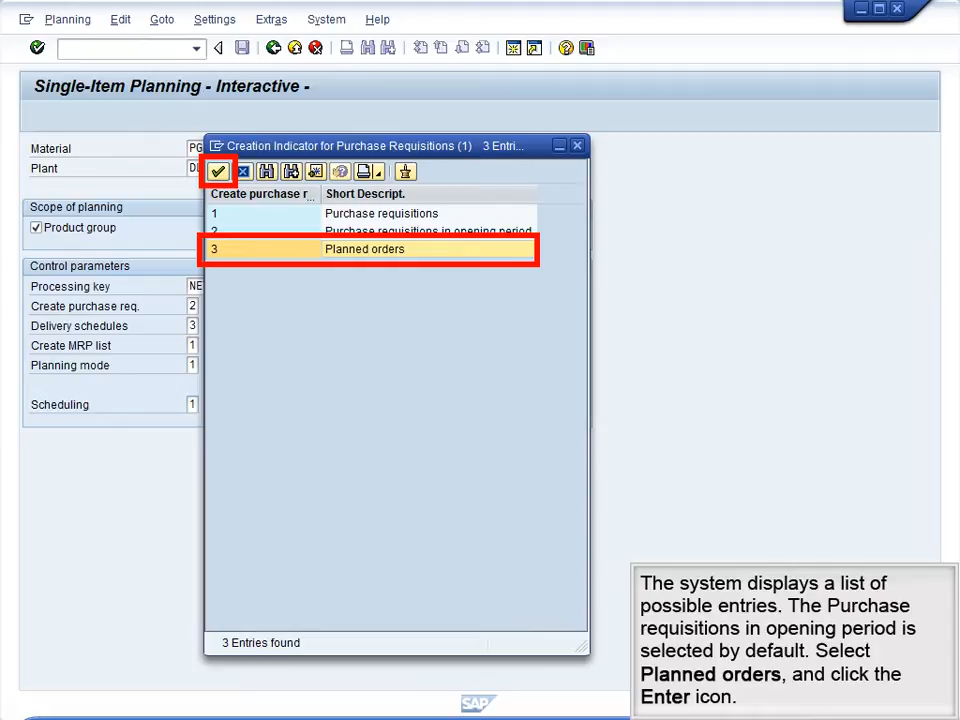 Planning Edit Goto Settings Extras System Help
Single-Item Planning - Interactive -
Material PG
Plant
Scope of planning
Product group
Control parameters
Processing key NE
Create purchase req. 2
Delivery schedules 3
Create MRP list 1
Planning mode 1
Scheduling 1
Creation Indicator for Purchase Requisitions (1) 3 Entri...
Create purchase r... Short Descript.
1 Purchase requisitions
2 Purchase requisitions in opening period
3 Planned orders
3 Entries found
The system displays a list of
possible entries. The Purchase
requisitions in opening period is
selected by default. Select
Planned orders, and click the
Enter icon.
SAP